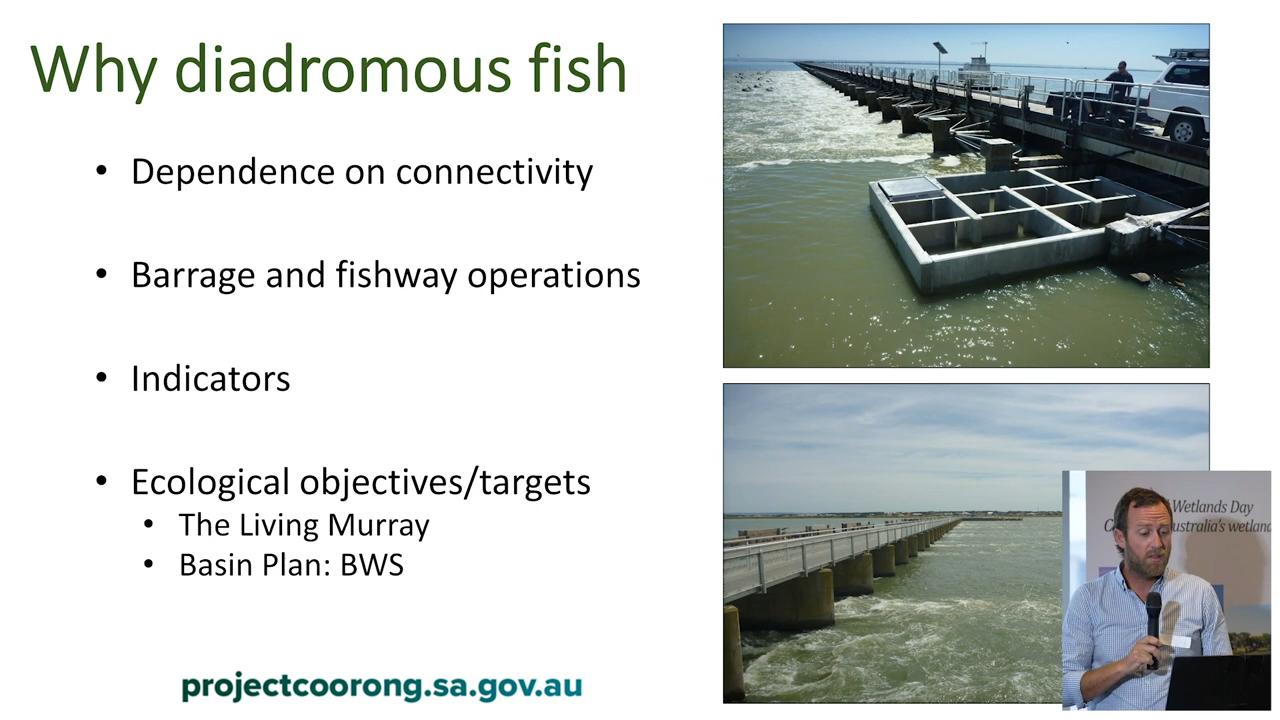 Why diadromous fish
• Dependence on connectivity
• Barrage and fishway operations
• Indicators
• Ecological objectives/targets
• The Living Murray
• Basin Plan: BWS
projectcoorong.sa.gov.au
Wetlands Day
ustralia's wetland